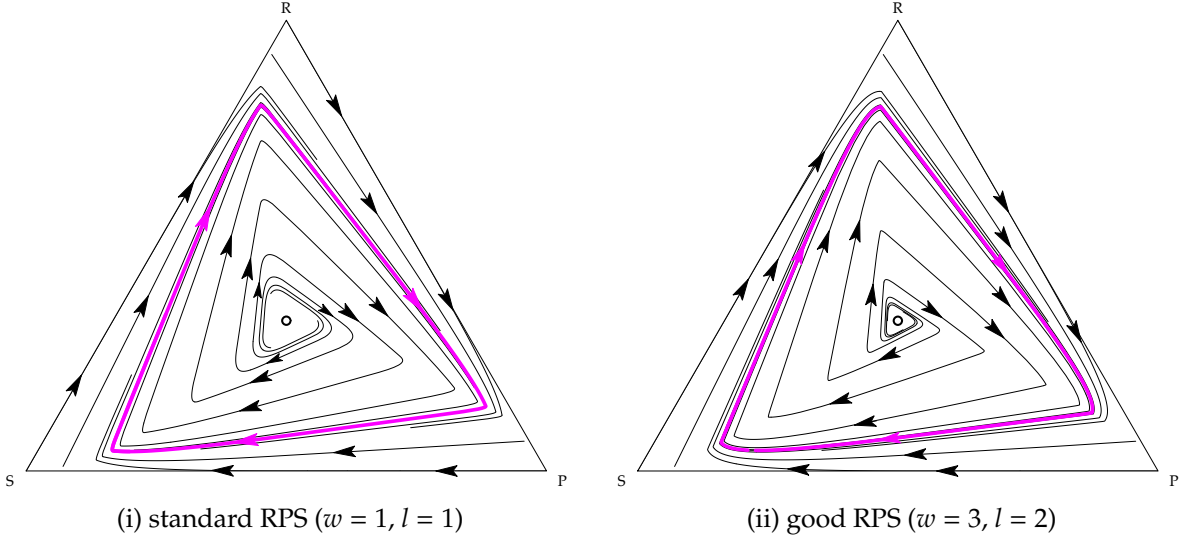 R R
S P S P
(i) standard RPS (w = 1, l = 1) (ii) good RPS (w = 3, l = 2)